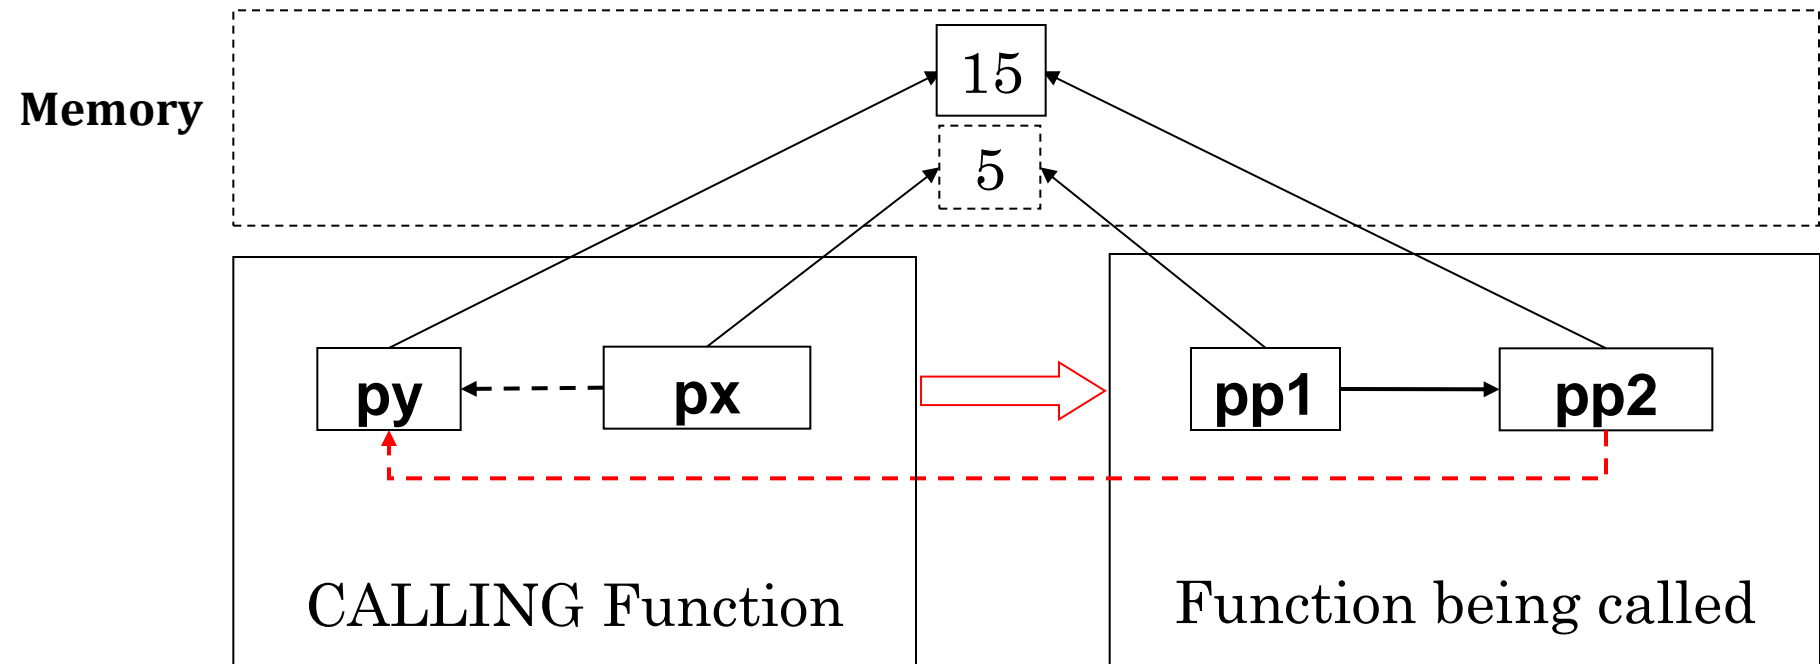 15
Memory
5
py
px
pp1
pp2
CALLING Function
Function being called